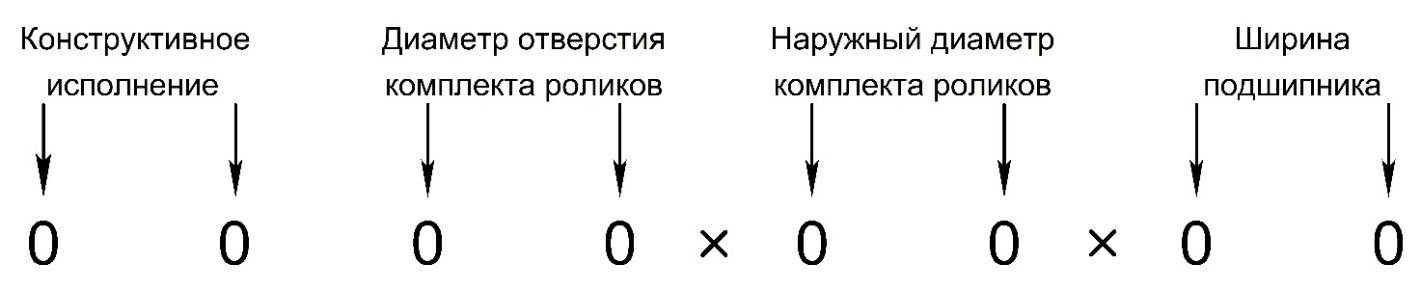 Конструктивное исполнение
Диаметр отверстия комплекта роликов
Наружный диаметр комплекта роликов
Ширина подшипника
0 0 0 0 × 0 0 × 0 0